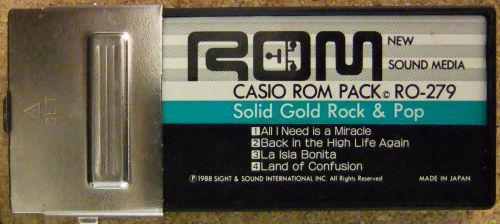 ROM
NEW
SOUND MEDIA
CASIO ROM PACK © RO-279
Solid Gold Rock & Pop
1 All I Need is a Miracle
2 Back in the High Life Again
3 La Isla Bonita
4 Land of Confusion
Ⓟ1988 SIGHT & SOUND INTERNATIONAL INC. All Rights Reserved
MADE IN JAPAN
△ SET